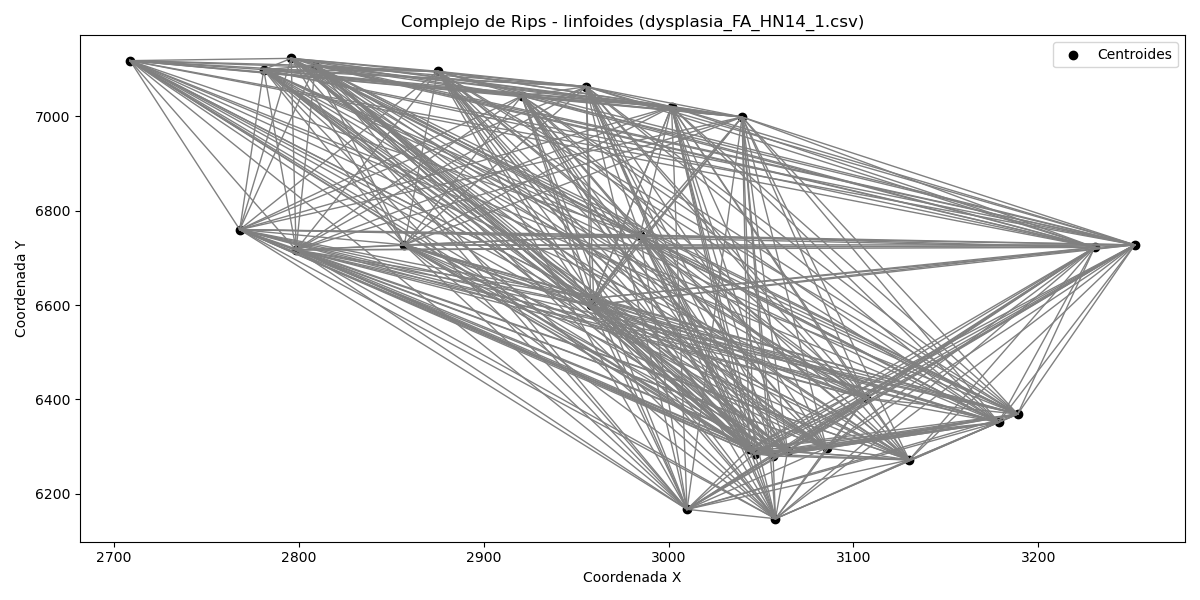 Complejo de Rips - linfoides (dysplasia_FA_HN14_1.csv)
Centroides
Coordenada Y
7000
6800
6600
6400
6200
2700 2800 2900 3000 3100 3200
Coordenada X